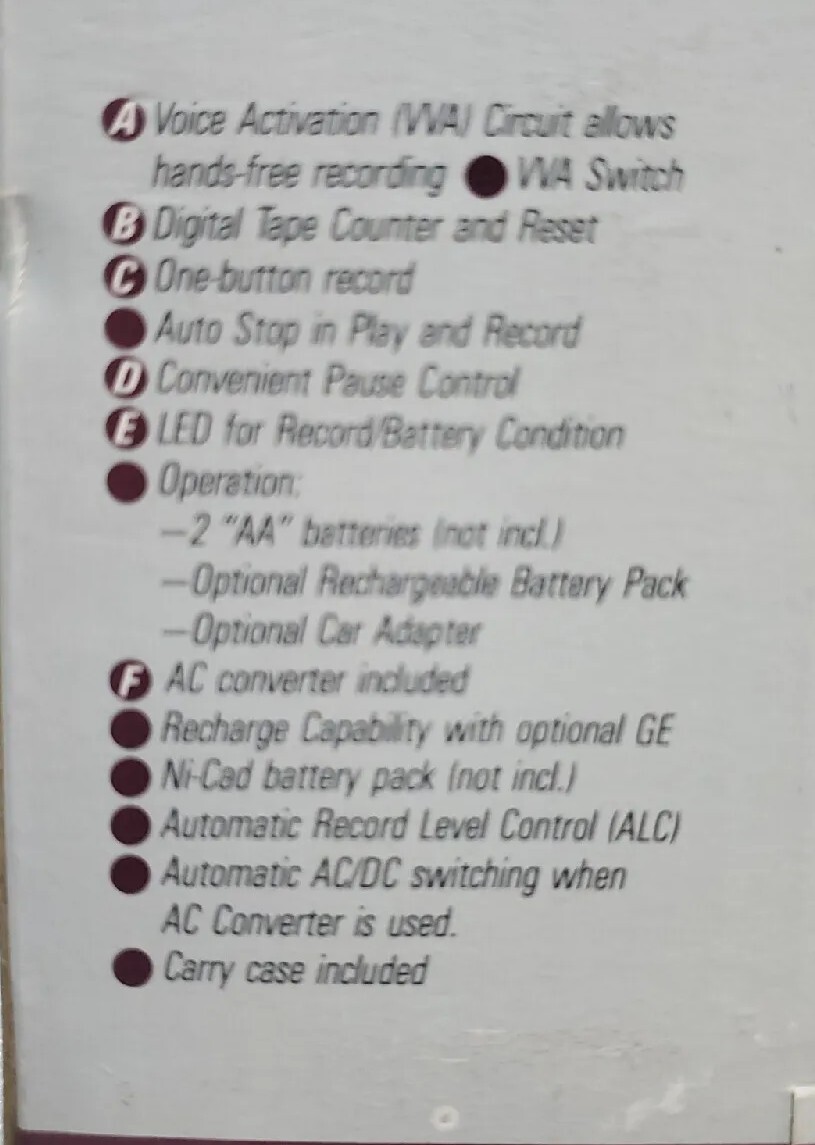 A Voice Activation (VVA) Circuit allows
hands-free recording ● VVA Switch
B Digital Tape Counter and Reset
C One-button record
● Auto Stop in Play and Record
D Convenient Pause Control
E LED for Record/Battery Condition
● Operation:
—2 "AA" batteries (not incl.)
—Optional Rechargeable Battery Pack
—Optional Car Adapter
F AC converter included
● Recharge Capability with optional GE
● Ni-Cad battery pack (not incl.)
● Automatic Record Level Control (ALC)
● Automatic AC/DC switching when
AC Converter is used.
● Carry case included